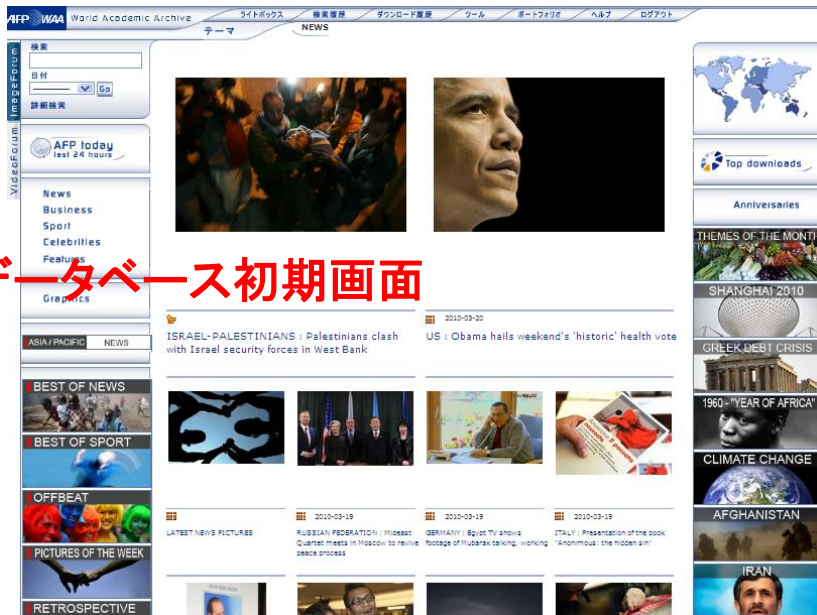 AFP WAA World Academic Archive
ライトボックス 検索履歴 ダウンロード履歴 ツール ポートフォリオ ヘルプ ログアウト
テーマ NEWS
ImageForum
VideoForum
検索
日付
Go
詳細検索
AFP today
last 24 hours
News
Business
Sport
Celebrities
Features
Graphics
データベース初期画面
ASIA / PACIFIC NEWS
BEST OF NEWS
BEST OF SPORT
OFFBEAT
PICTURES OF THE WEEK
RETROSPECTIVE
ISRAEL-PALESTINIANS : Palestinians clash
with Israel security forces in West Bank
2010-03-20
US : Obama hails weekend's 'historic' health vote
LATEST NEWS PICTURES
2010-03-19
RUSSIAN FEDERATION : Mideast
Quartet meets in Moscow to revive
peace process
2010-03-19
GERMANY : Egypt TV shows
footage of Mubarak talking, working
2010-03-19
ITALY : Presentation of the book
"Anonimous: the hidden sin"
Top downloads
Anniversaries
THEMES OF THE MONTH
SHANGHAI 2010
GREEK DEBT CRISIS
1960 - "YEAR OF AFRICA"
CLIMATE CHANGE
AFGHANISTAN
IRAN